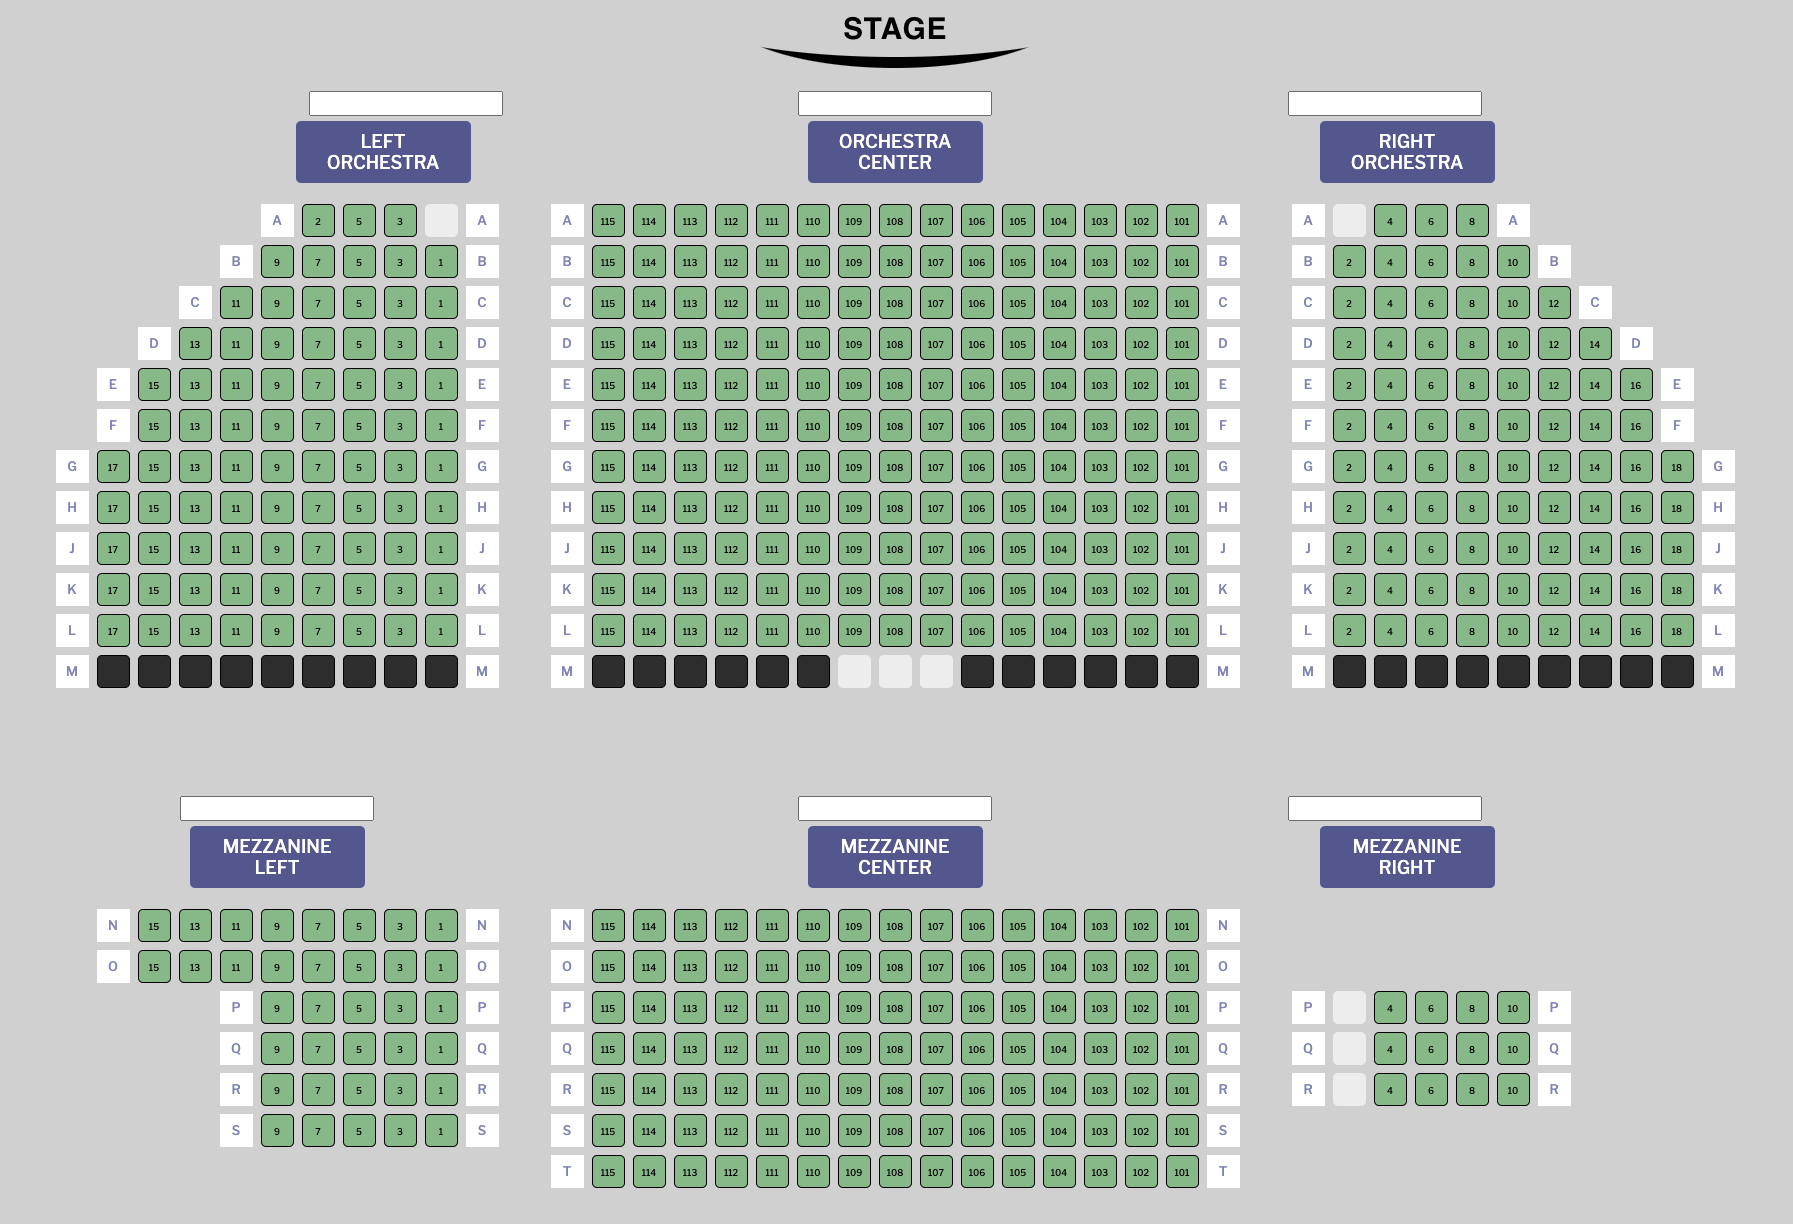 STAGE
LEFT
ORCHESTRA
ORCHESTRA
CENTER
RIGHT
ORCHESTRA
A 2 5 3 A A 115 114 113 112 111 110 109 108 107 106 105 104 103 102 101 A A 4 6 8 A
B 9 7 5 3 1 B B 115 114 113 112 111 110 109 108 107 106 105 104 103 102 101 B B 2 4 6 8 10 B
C 11 9 7 5 3 1 C C 115 114 113 112 111 110 109 108 107 106 105 104 103 102 101 C C 2 4 6 8 10 12 C
D 13 11 9 7 5 3 1 D D 115 114 113 112 111 110 109 108 107 106 105 104 103 102 101 D D 2 4 6 8 10 12 14 D
E 15 13 11 9 7 5 3 1 E E 115 114 113 112 111 110 109 108 107 106 105 104 103 102 101 E E 2 4 6 8 10 12 14 16 E
F 15 13 11 9 7 5 3 1 F F 115 114 113 112 111 110 109 108 107 106 105 104 103 102 101 F F 2 4 6 8 10 12 14 16 F
G 17 15 13 11 9 7 5 3 1 G G 115 114 113 112 111 110 109 108 107 106 105 104 103 102 101 G G 2 4 6 8 10 12 14 16 18 G
H 17 15 13 11 9 7 5 3 1 H H 115 114 113 112 111 110 109 108 107 106 105 104 103 102 101 H H 2 4 6 8 10 12 14 16 18 H
J 17 15 13 11 9 7 5 3 1 J J 115 114 113 112 111 110 109 108 107 106 105 104 103 102 101 J J 2 4 6 8 10 12 14 16 18 J
K 17 15 13 11 9 7 5 3 1 K K 115 114 113 112 111 110 109 108 107 106 105 104 103 102 101 K K 2 4 6 8 10 12 14 16 18 K
L 17 15 13 11 9 7 5 3 1 L L 115 114 113 112 111 110 109 108 107 106 105 104 103 102 101 L L 2 4 6 8 10 12 14 16 18 L
M M M M M M
MEZZANINE
LEFT
MEZZANINE
CENTER
MEZZANINE
RIGHT
N 15 13 11 9 7 5 3 1 N N 115 114 113 112 111 110 109 108 107 106 105 104 103 102 101 N
O 15 13 11 9 7 5 3 1 O O 115 114 113 112 111 110 109 108 107 106 105 104 103 102 101 O
P 9 7 5 3 1 P P 115 114 113 112 111 110 109 108 107 106 105 104 103 102 101 P P 4 6 8 10 P
Q 9 7 5 3 1 Q Q 115 114 113 112 111 110 109 108 107 106 105 104 103 102 101 Q Q 4 6 8 10 Q
R 9 7 5 3 1 R R 115 114 113 112 111 110 109 108 107 106 105 104 103 102 101 R R 4 6 8 10 R
S 9 7 5 3 1 S S 115 114 113 112 111 110 109 108 107 106 105 104 103 102 101 S
T 115 114 113 112 111 110 109 108 107 106 105 104 103 102 101 T